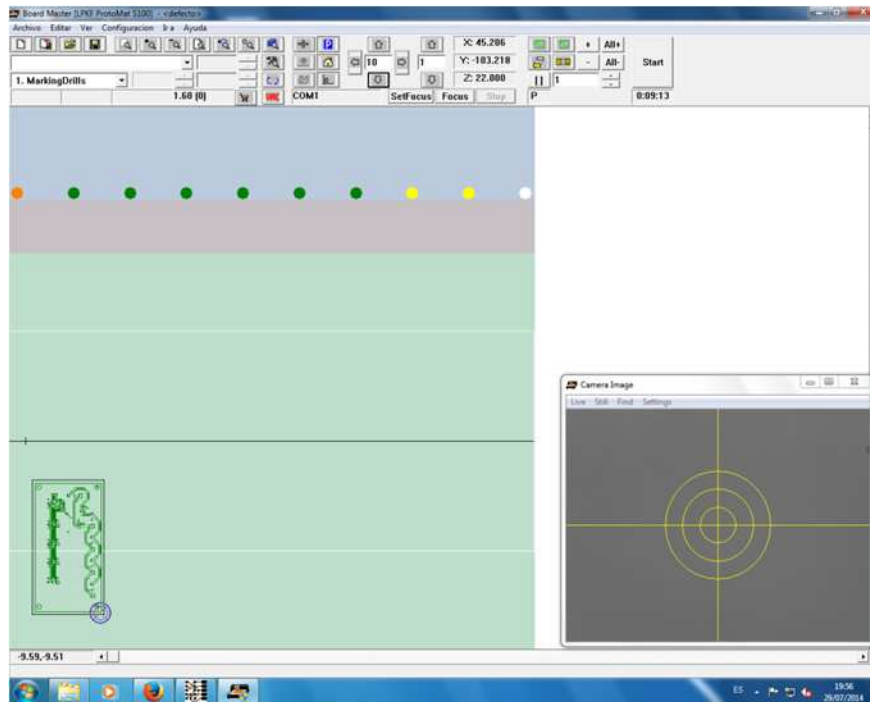 Board Master [LPKF ProtoMat S100] - <defecto>
Archivo Editar Ver Configuracion Ir a Ayuda
10 1 X: 45.206 + All+
Y: -103.218 - All- Start
1. MarkingDrills Z: 22.000 [] 1
1.60 (0) COM1 SetFocus Focus Stop P 0:09:13
Camera Image
Live Still Find Settings
-9.59,-9.51
ES 19:56
29/07/2014